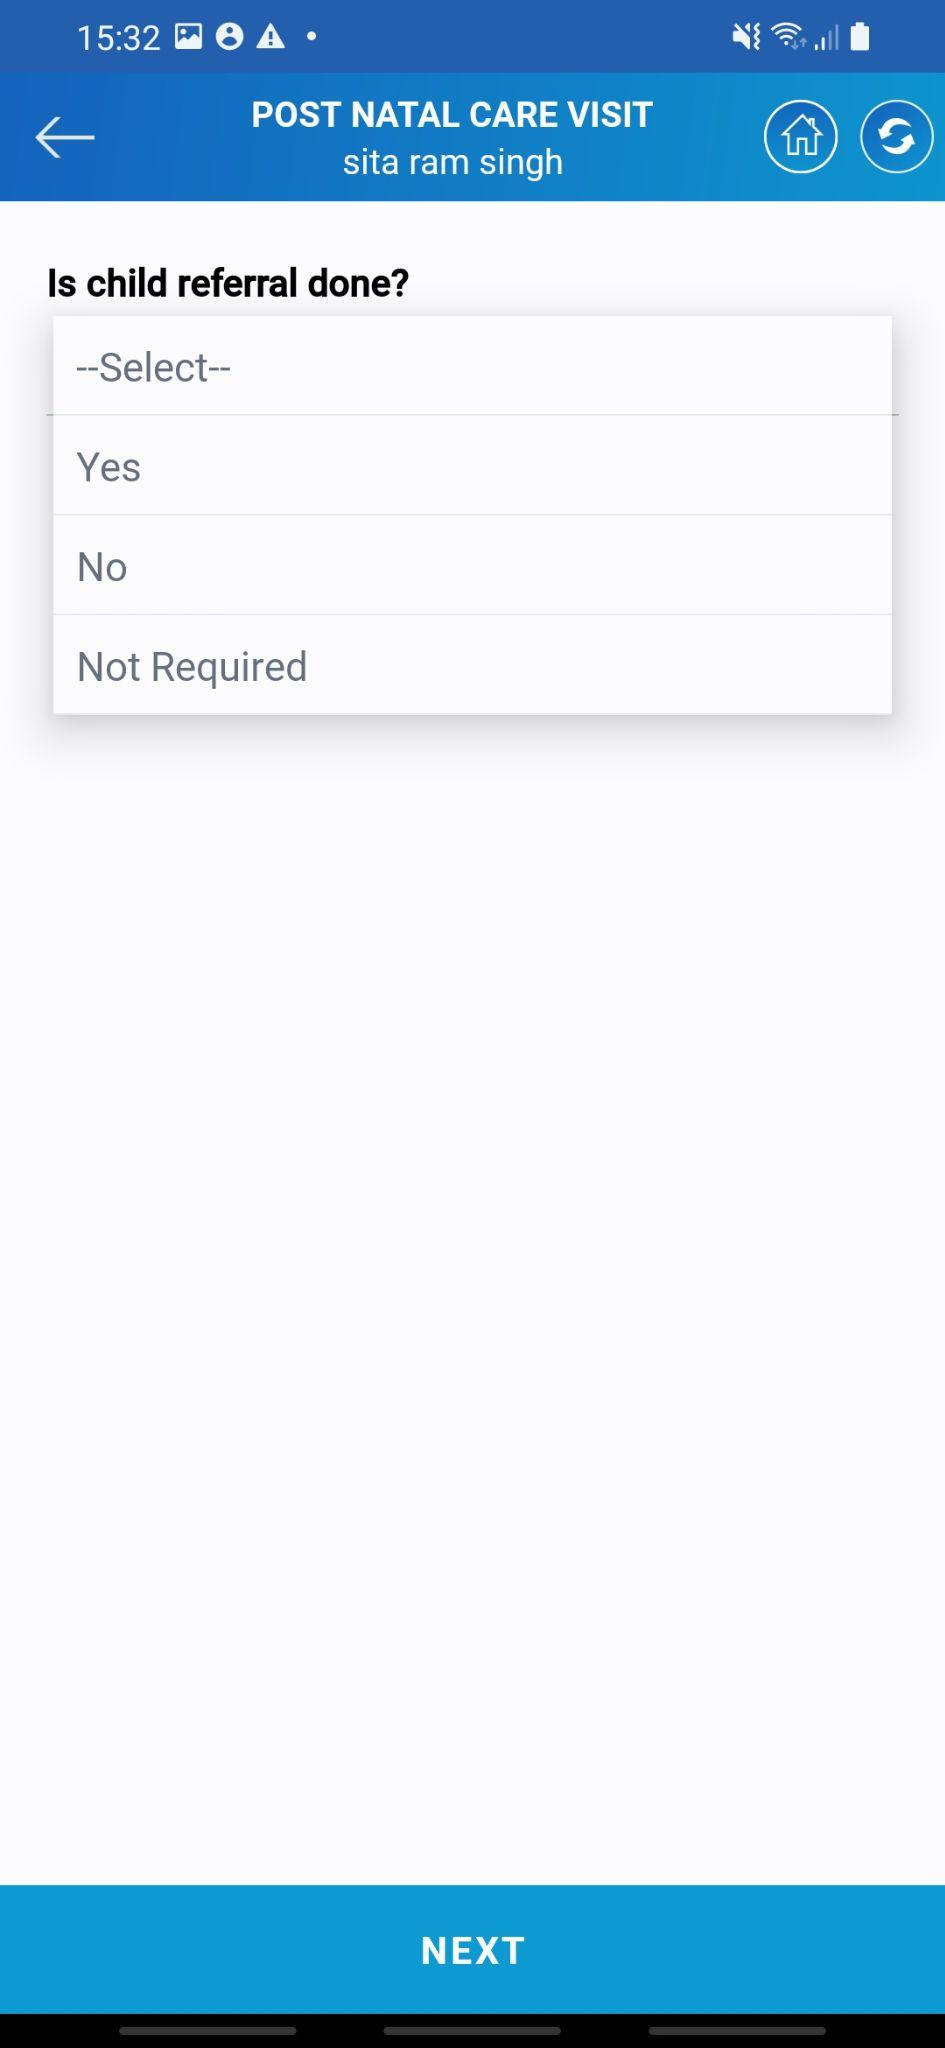 15:32
POST NATAL CARE VISIT
sita ram singh
Is child referral done?
--Select--
Yes
No
Not Required
NEXT